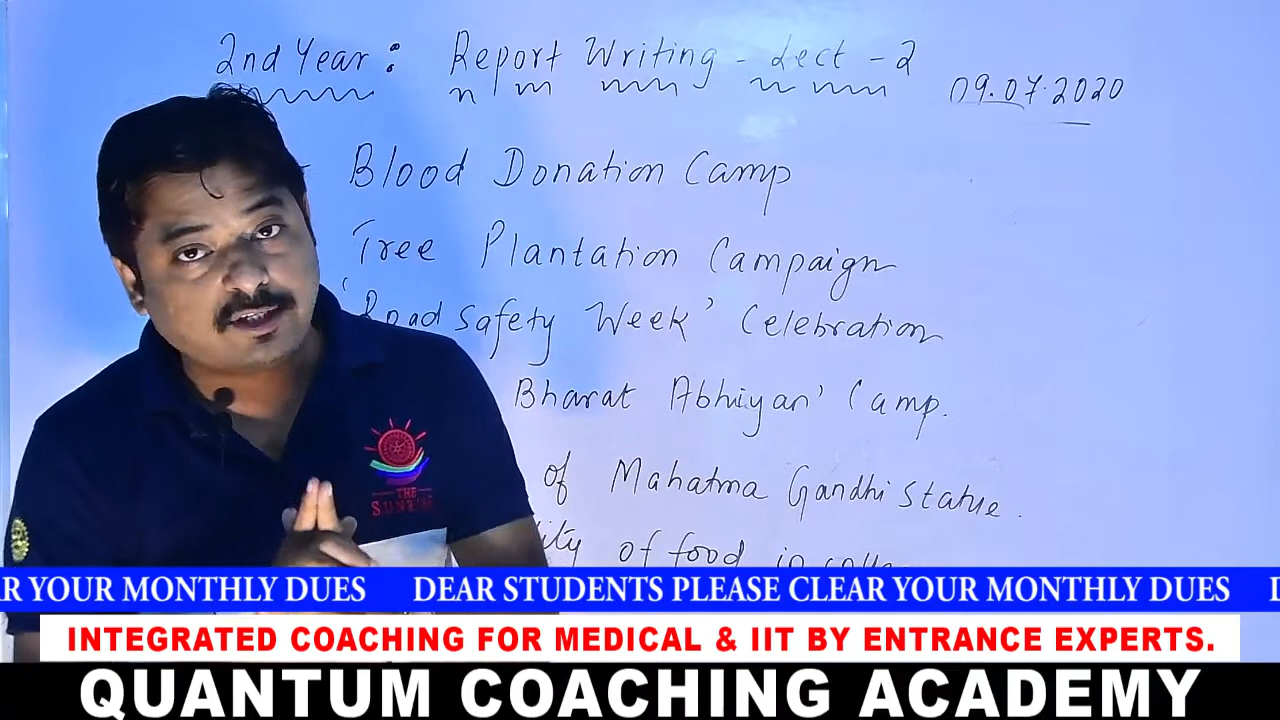 2nd Year: Report Writing - Lect - 2
09.07.2020
Blood Donation Camp
Tree Plantation Campaign
'Road Safety Week' Celebration
Bharat Abhiyan' Camp.
of Mahatma Gandhi statue.
of food in
THE
R YOUR MONTHLY DUES DEAR STUDENTS PLEASE CLEAR YOUR MONTHLY DUES D
INTEGRATED COACHING FOR MEDICAL & IIT BY ENTRANCE EXPERTS.
QUANTUM COACHING ACADEMY